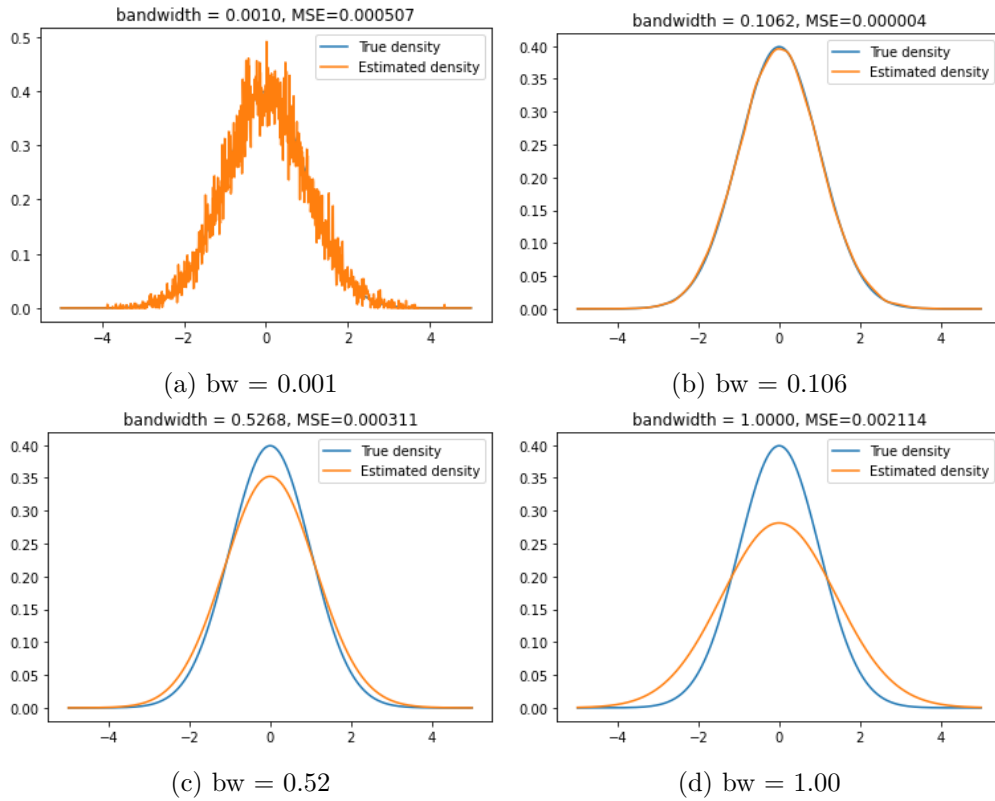 bandwidth = 0.0010, MSE=0.000507
True density
Estimated density
0.5
0.4
0.3
0.2
0.1
0.0
−4 −2 0 2 4
(a) bw = 0.001
bandwidth = 0.1062, MSE=0.000004
True density
Estimated density
0.40
0.35
0.30
0.25
0.20
0.15
0.10
0.05
0.00
−4 −2 0 2 4
(b) bw = 0.106
bandwidth = 0.5268, MSE=0.000311
True density
Estimated density
0.40
0.35
0.30
0.25
0.20
0.15
0.10
0.05
0.00
−4 −2 0 2 4
(c) bw = 0.52
bandwidth = 1.0000, MSE=0.002114
True density
Estimated density
0.40
0.35
0.30
0.25
0.20
0.15
0.10
0.05
0.00
−4 −2 0 2 4
(d) bw = 1.00